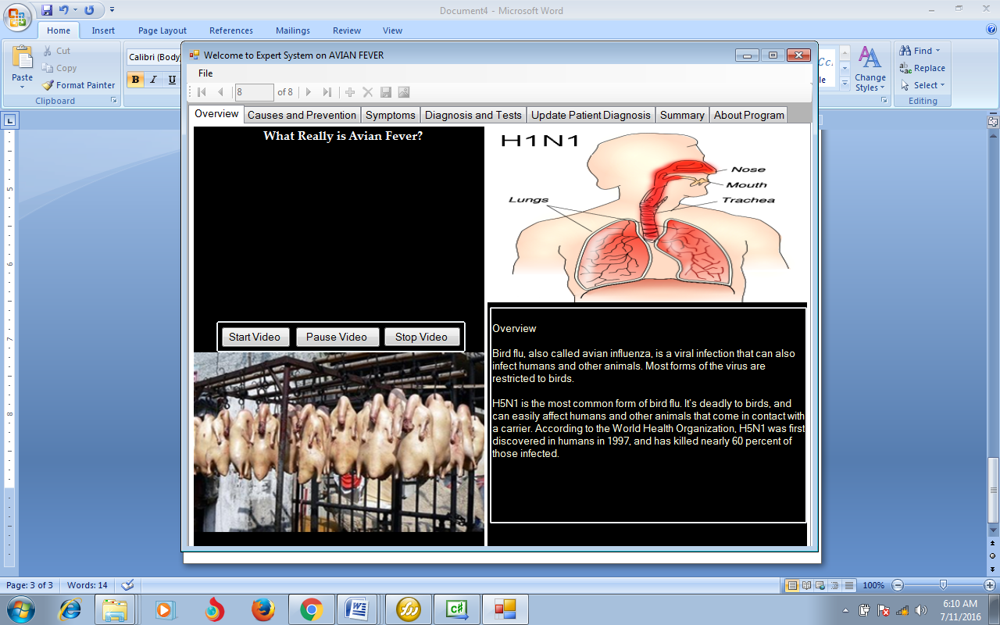 Document4 - Microsoft Word
Home Insert Page Layout References Mailings Review View
Cut
Copy
Format Painter
Paste
Clipboard
Calibri (Body
B I U
Change
Styles
Find
Replace
Select
Editing
Welcome to Expert System on AVIAN FEVER
File
8 of 8
Overview Causes and Prevention Symptoms Diagnosis and Tests Update Patient Diagnosis Summary About Program
What Really is Avian Fever?
Start Video Pause Video Stop Video
H1N1
Nose
Mouth
Trachea
Lungs
Overview
Bird flu, also called avian influenza, is a viral infection that can also
infect humans and other animals. Most forms of the virus are
restricted to birds.
H5N1 is the most common form of bird flu. It's deadly to birds, and
can easily affect humans and other animals that come in contact with
a carrier. According to the World Health Organization, H5N1 was first
discovered in humans in 1997, and has killed nearly 60 percent of
those infected.
5
6
7
8
Page: 3 of 3 Words: 14 100%
6:10 AM
7/11/2016